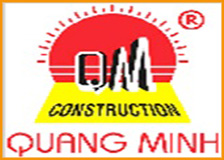 ®
QM
CONSTRUCTION
QUANG MINH